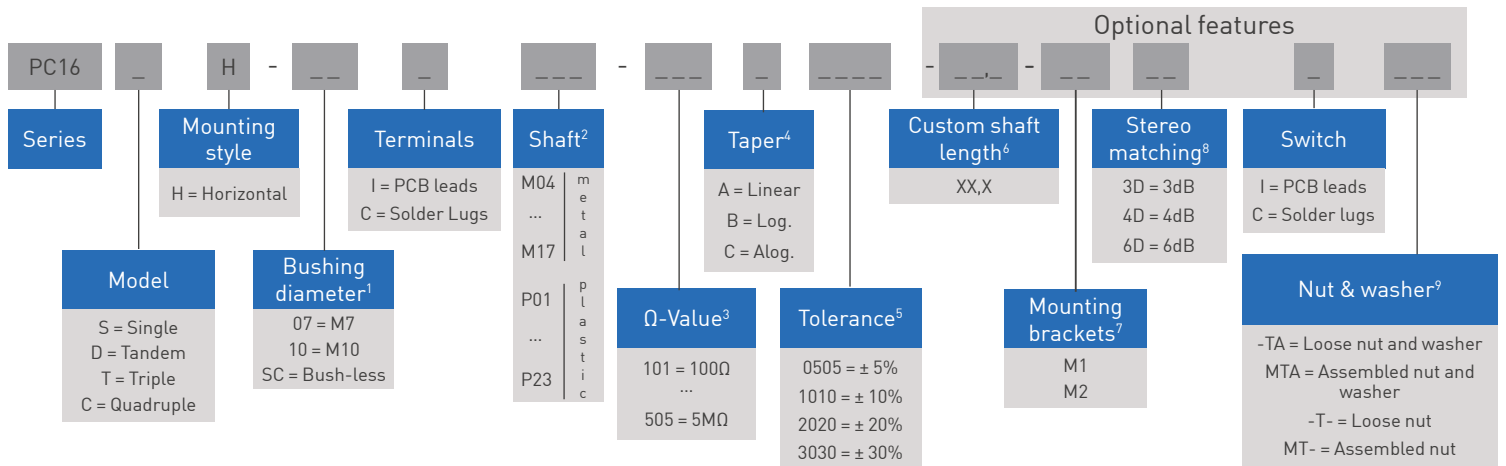 Optional features
PC16 _ H - _ _ _ _ _ _ - _ _ _ _ _ _ _ _ - _ _,_ - _ _ _ _ _ _ _ _
Series
Mounting
style
H = Horizontal
Terminals
I = PCB leads
C = Solder Lugs
Shaft²
M04
...
M17
metal
P01
...
P23
plastic
Taper⁴
A = Linear
B = Log.
C = Alog.
Custom shaft
length⁶
XX,X
Stereo
matching⁸
3D = 3dB
4D = 4dB
6D = 6dB
Switch
I = PCB leads
C = Solder lugs
Model
S = Single
D = Tandem
T = Triple
C = Quadruple
Bushing
diameter¹
07 = M7
10 = M10
SC = Bush-less
Ω-Value³
101 = 100Ω
...
505 = 5MΩ
Tolerance⁵
0505 = ± 5%
1010 = ± 10%
2020 = ± 20%
3030 = ± 30%
Mounting
brackets⁷
M1
M2
Nut & washer⁹
-TA = Loose nut and washer
MTA = Assembled nut and
washer
-T- = Loose nut
MT- = Assembled nut